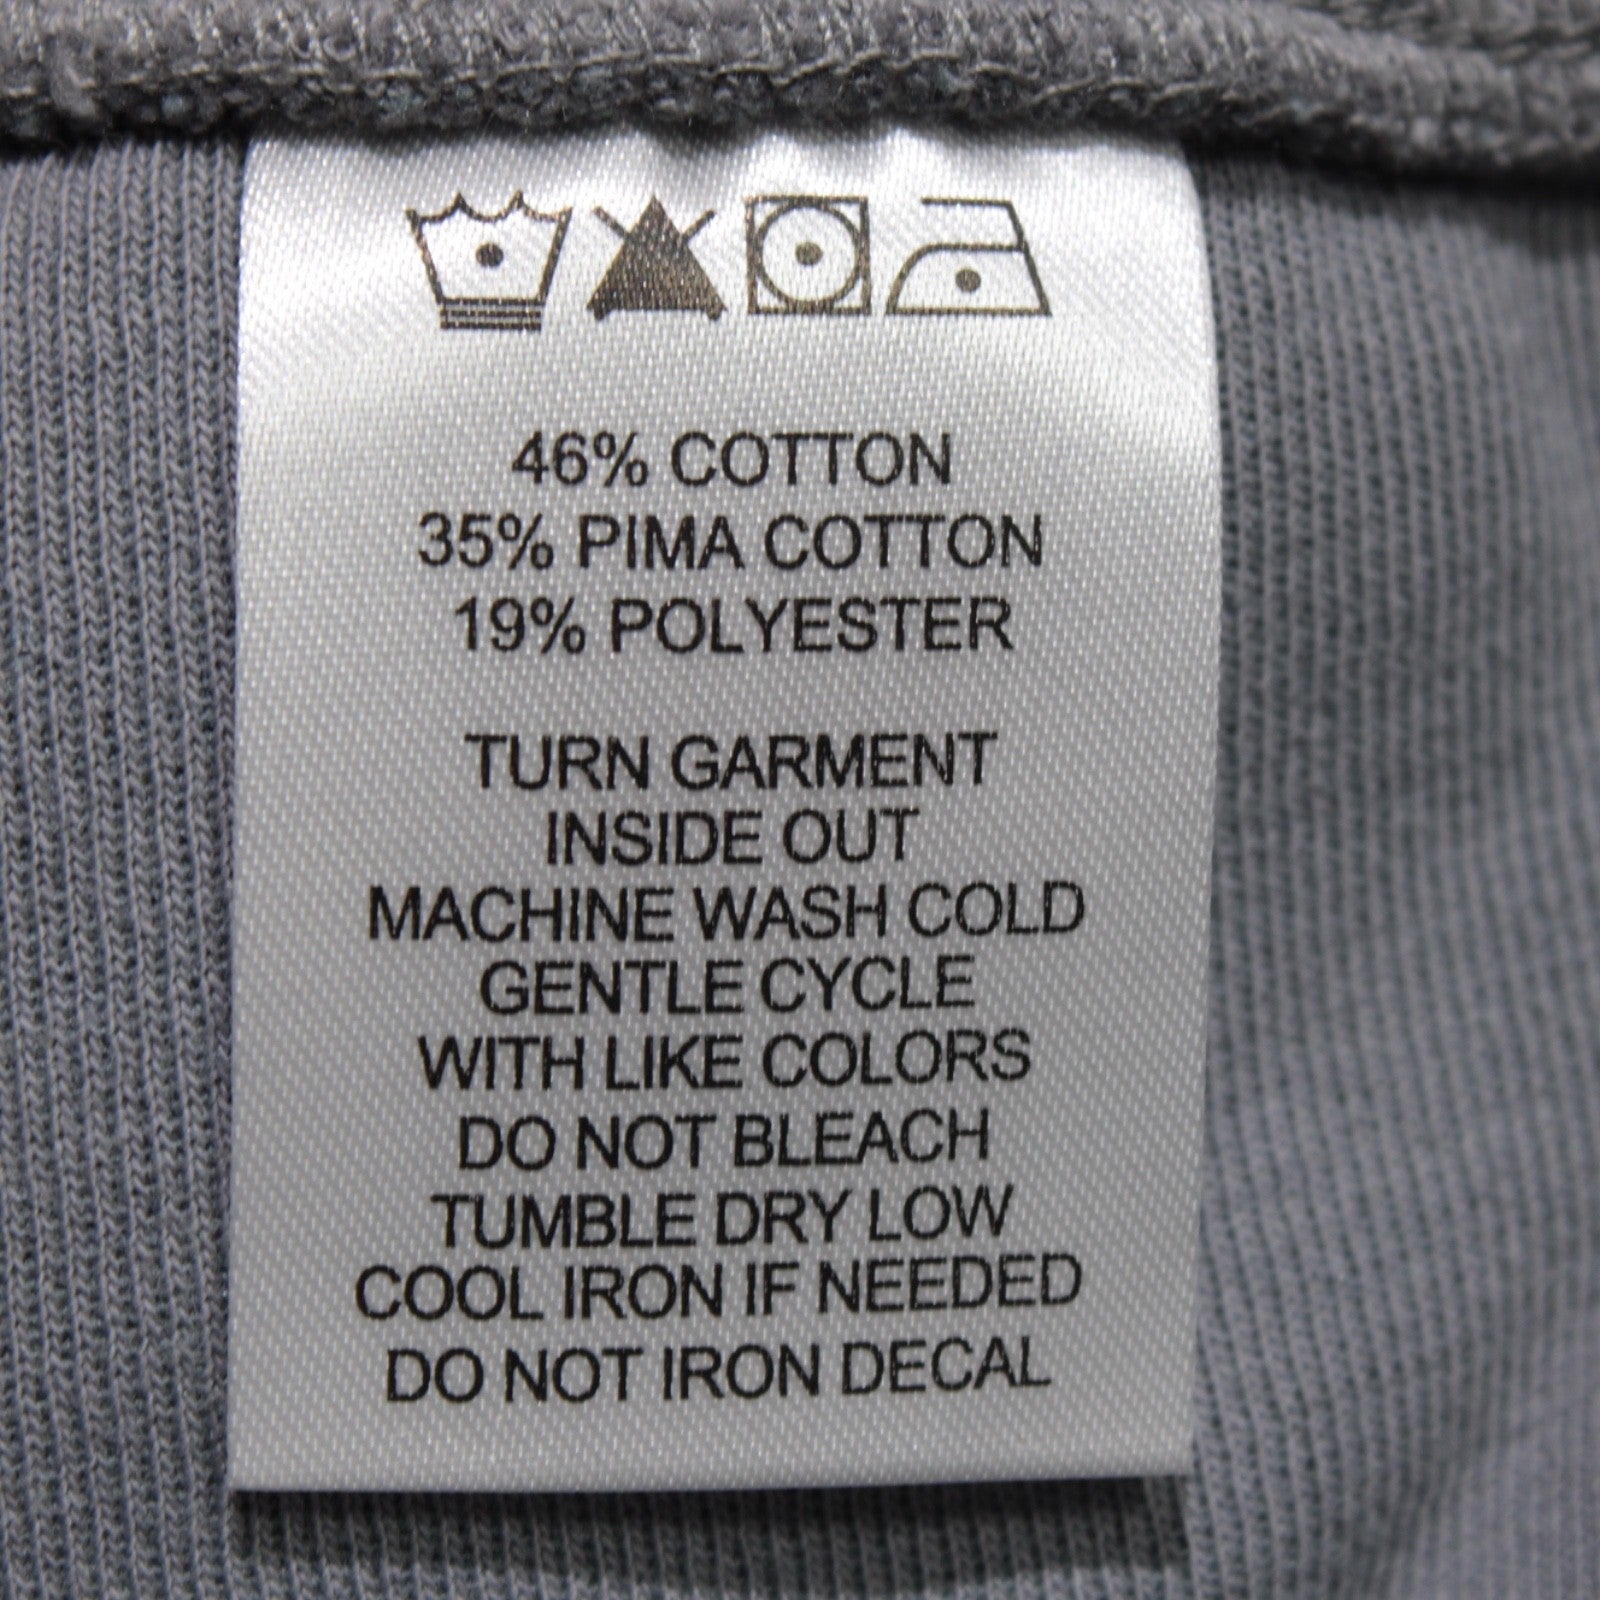 46% COTTON
35% PIMA COTTON
19% POLYESTER
TURN GARMENT
INSIDE OUT
MACHINE WASH COLD
GENTLE CYCLE
WITH LIKE COLORS
DO NOT BLEACH
TUMBLE DRY LOW
COOL IRON IF NEEDED
DO NOT IRON DECAL